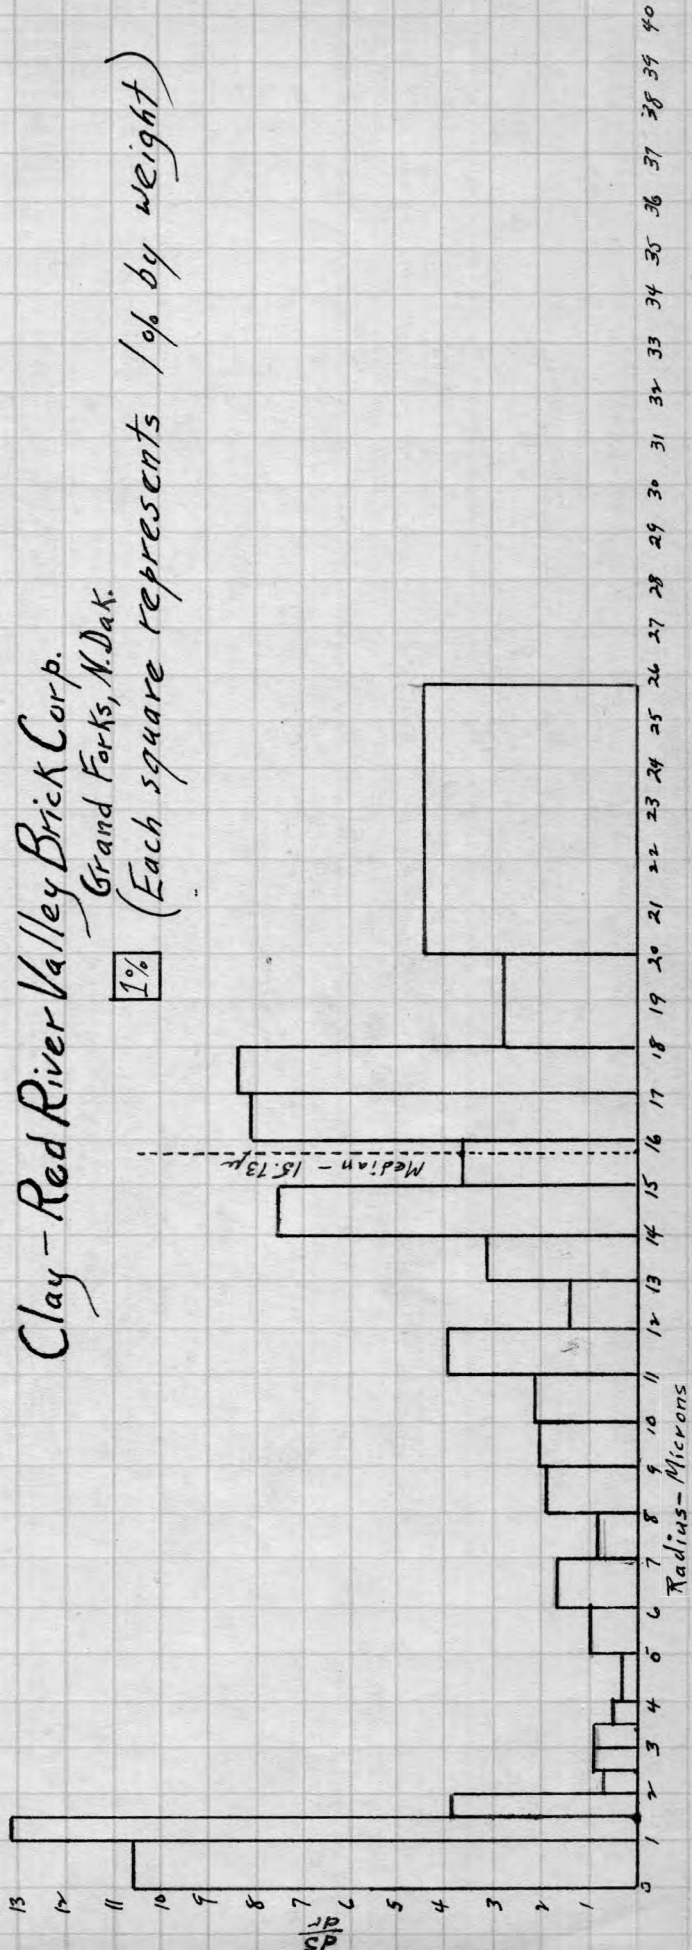 Clay - Red River Valley Brick Corp.
Grand Forks, N. Dak.
1% (Each square represents 1% by weight)
13
12
11
10
9
8
7
6
5
4
3
2
1
Median - 15.73μ
0 1 2 3 4 5 6 7 8 9 10 11 12 13 14 15 16 17 18 19 20 21 22 23 24 25 26 27 28 29 30 31 32 33 34 35 36 37 38 39 40
Radius - Microns